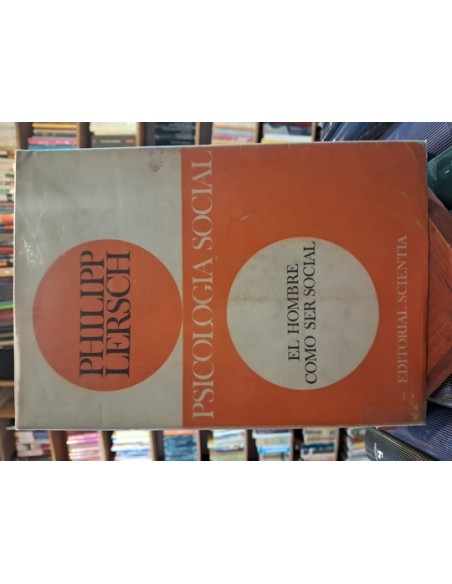 PHILIPP
LERSCH
PSICOLOGIA SOCIAL
EL HOMBRE
COMO SER SOCIAL
EDITORIAL SCIENTIA